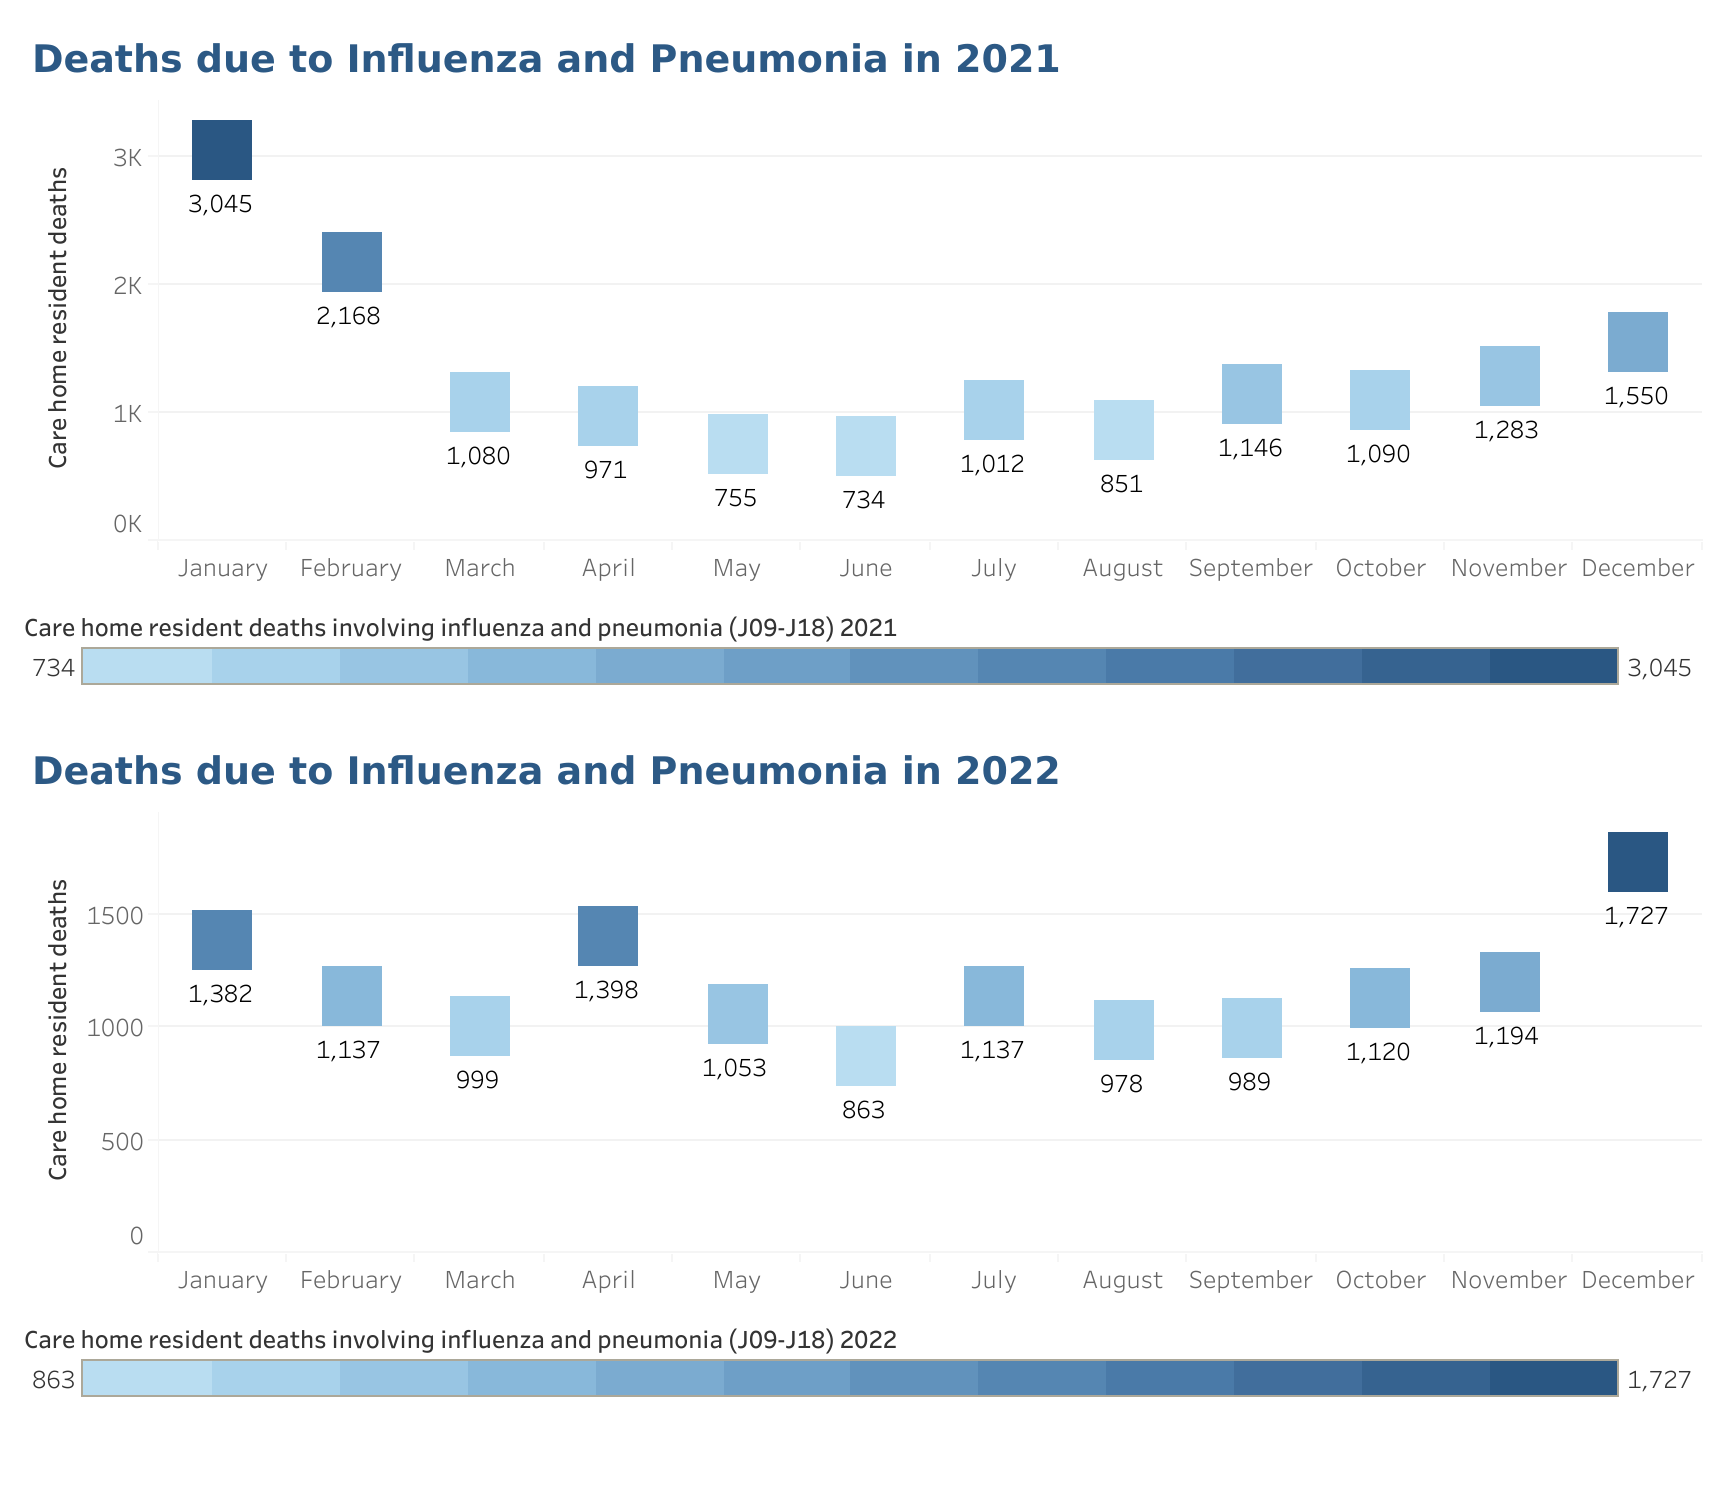 Deaths due to Influenza and Pneumonia in 2021
Care home resident deaths
3K
2K
1K
0K
3,045
2,168
1,080
971
755
734
1,012
851
1,146
1,090
1,283
1,550
January February March April May June July August September October November December
Care home resident deaths involving influenza and pneumonia (J09-J18) 2021
734 3,045
Deaths due to Influenza and Pneumonia in 2022
Care home resident deaths
1500
1000
500
0
1,382
1,137
999
1,398
1,053
863
1,137
978
989
1,120
1,194
1,727
January February March April May June July August September October November December
Care home resident deaths involving influenza and pneumonia (J09-J18) 2022
863 1,727